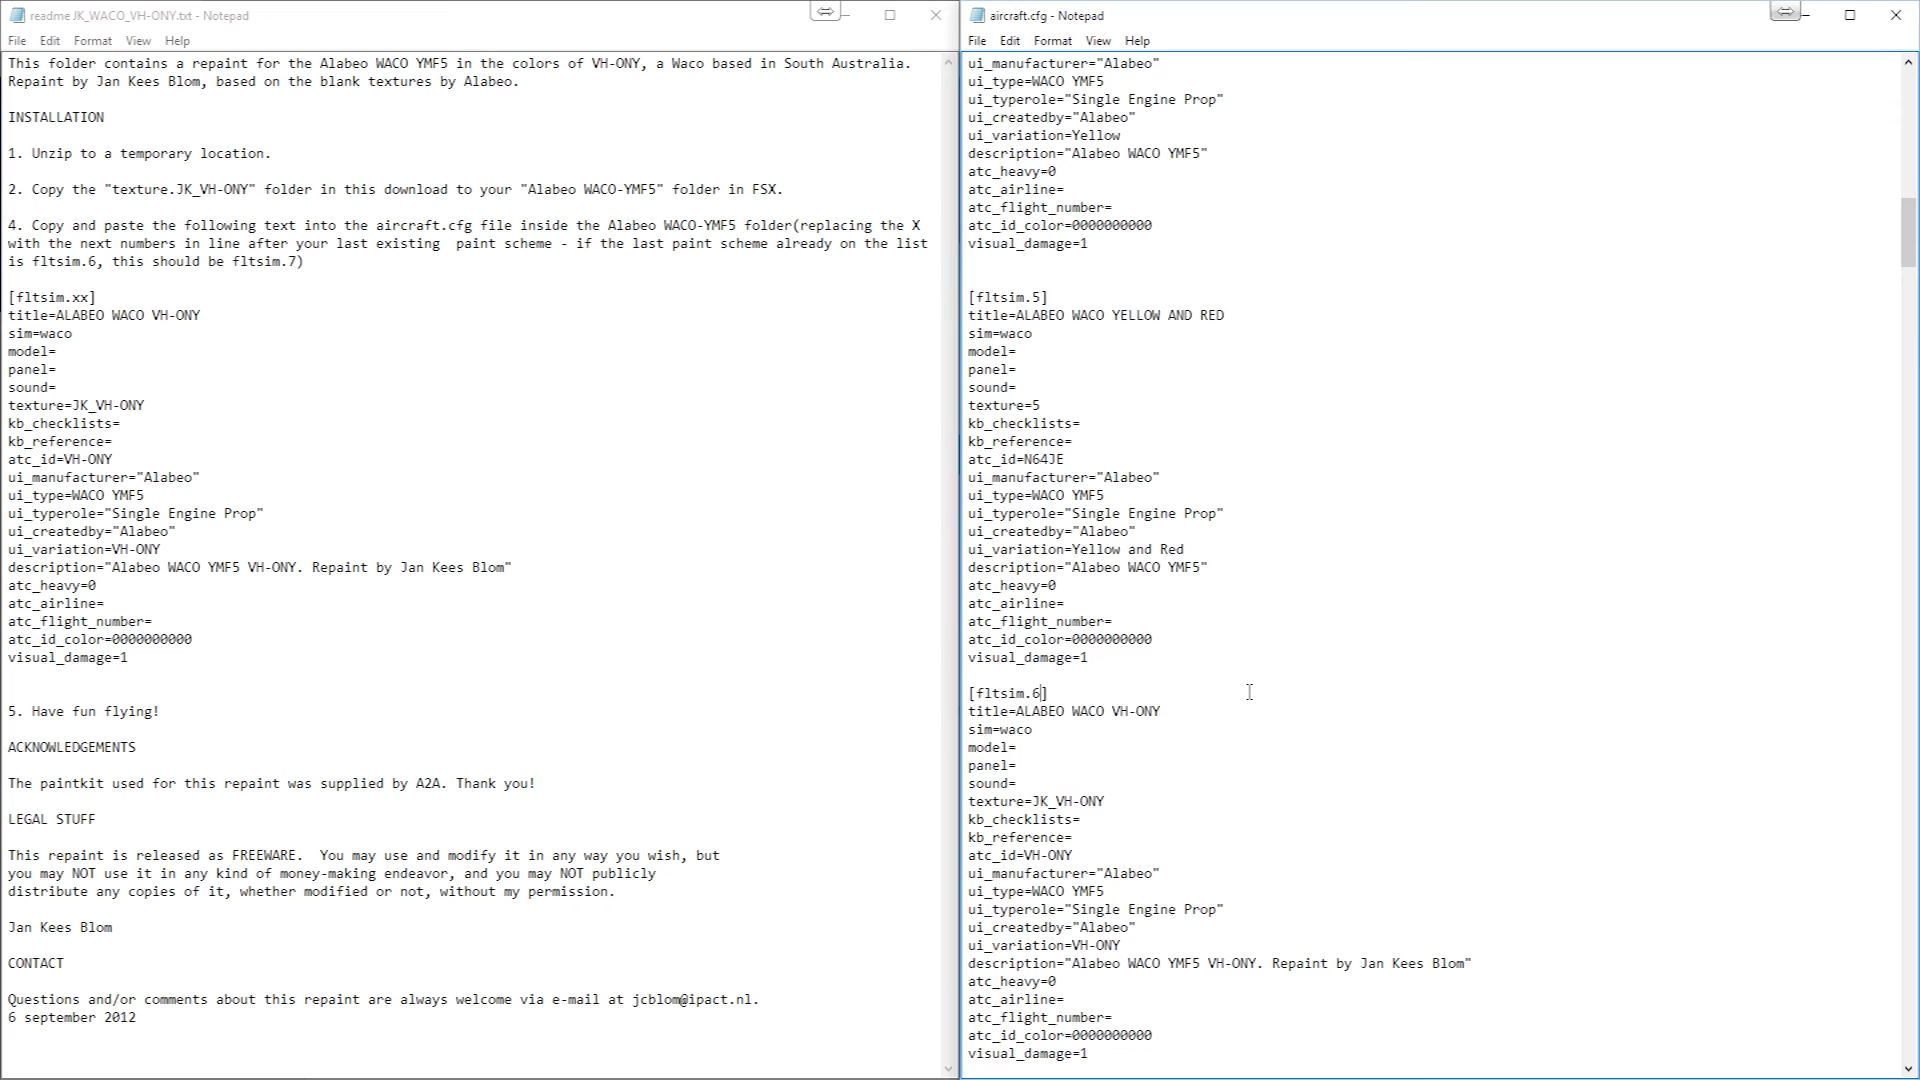 readme JK_WACO_VH-ONY.txt - Notepad
File Edit Format View Help
This folder contains a repaint for the Alabeo WACO YMF5 in the colors of VH-ONY, a Waco based in South Australia.
Repaint by Jan Kees Blom, based on the blank textures by Alabeo.
INSTALLATION
1. Unzip to a temporary location.
2. Copy the "texture.JK_VH-ONY" folder in this download to your "Alabeo WACO-YMF5" folder in FSX.
4. Copy and paste the following text into the aircraft.cfg file inside the Alabeo WACO-YMF5 folder(replacing the X
with the next numbers in line after your last existing  paint scheme - if the last paint scheme already on the list
is fltsim.6, this should be fltsim.7)
[fltsim.xx]
title=ALABEO WACO VH-ONY
sim=waco
model=
panel=
sound=
texture=JK_VH-ONY
kb_checklists=
kb_reference=
atc_id=VH-ONY
ui_manufacturer="Alabeo"
ui_type=WACO YMF5
ui_typerole="Single Engine Prop"
ui_createdby="Alabeo"
ui_variation=VH-ONY
description="Alabeo WACO YMF5 VH-ONY. Repaint by Jan Kees Blom"
atc_heavy=0
atc_airline=
atc_flight_number=
atc_id_color=0000000000
visual_damage=1
5. Have fun flying!
ACKNOWLEDGEMENTS
The paintkit used for this repaint was supplied by A2A. Thank you!
LEGAL STUFF
This repaint is released as FREEWARE.  You may use and modify it in any way you wish, but
you may NOT use it in any kind of money-making endeavor, and you may NOT publicly
distribute any copies of it, whether modified or not, without my permission.
Jan Kees Blom
CONTACT
Questions and/or comments about this repaint are always welcome via e-mail at jcblom@ipact.nl.
6 september 2012
aircraft.cfg - Notepad
File Edit Format View Help
ui_manufacturer="Alabeo"
ui_type=WACO YMF5
ui_typerole="Single Engine Prop"
ui_createdby="Alabeo"
ui_variation=Yellow
description="Alabeo WACO YMF5"
atc_heavy=0
atc_airline=
atc_flight_number=
atc_id_color=0000000000
visual_damage=1
[fltsim.5]
title=ALABEO WACO YELLOW AND RED
sim=waco
model=
panel=
sound=
texture=5
kb_checklists=
kb_reference=
atc_id=N64JE
ui_manufacturer="Alabeo"
ui_type=WACO YMF5
ui_typerole="Single Engine Prop"
ui_createdby="Alabeo"
ui_variation=Yellow and Red
description="Alabeo WACO YMF5"
atc_heavy=0
atc_airline=
atc_flight_number=
atc_id_color=0000000000
visual_damage=1
[fltsim.6]
title=ALABEO WACO VH-ONY
sim=waco
model=
panel=
sound=
texture=JK_VH-ONY
kb_checklists=
kb_reference=
atc_id=VH-ONY
ui_manufacturer="Alabeo"
ui_type=WACO YMF5
ui_typerole="Single Engine Prop"
ui_createdby="Alabeo"
ui_variation=VH-ONY
description="Alabeo WACO YMF5 VH-ONY. Repaint by Jan Kees Blom"
atc_heavy=0
atc_airline=
atc_flight_number=
atc_id_color=0000000000
visual_damage=1